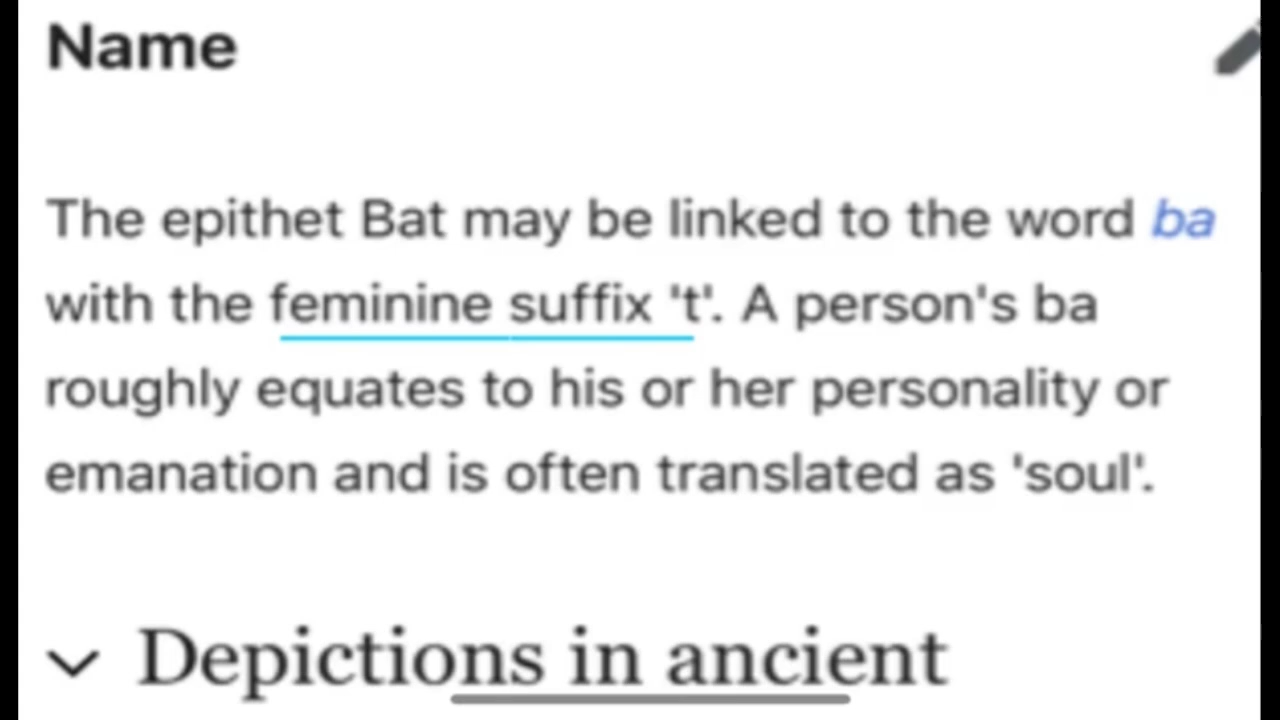 Name
The epithet Bat may be linked to the word ba
with the feminine suffix 't'. A person's ba
roughly equates to his or her personality or
emanation and is often translated as 'soul'.
Depictions in ancient